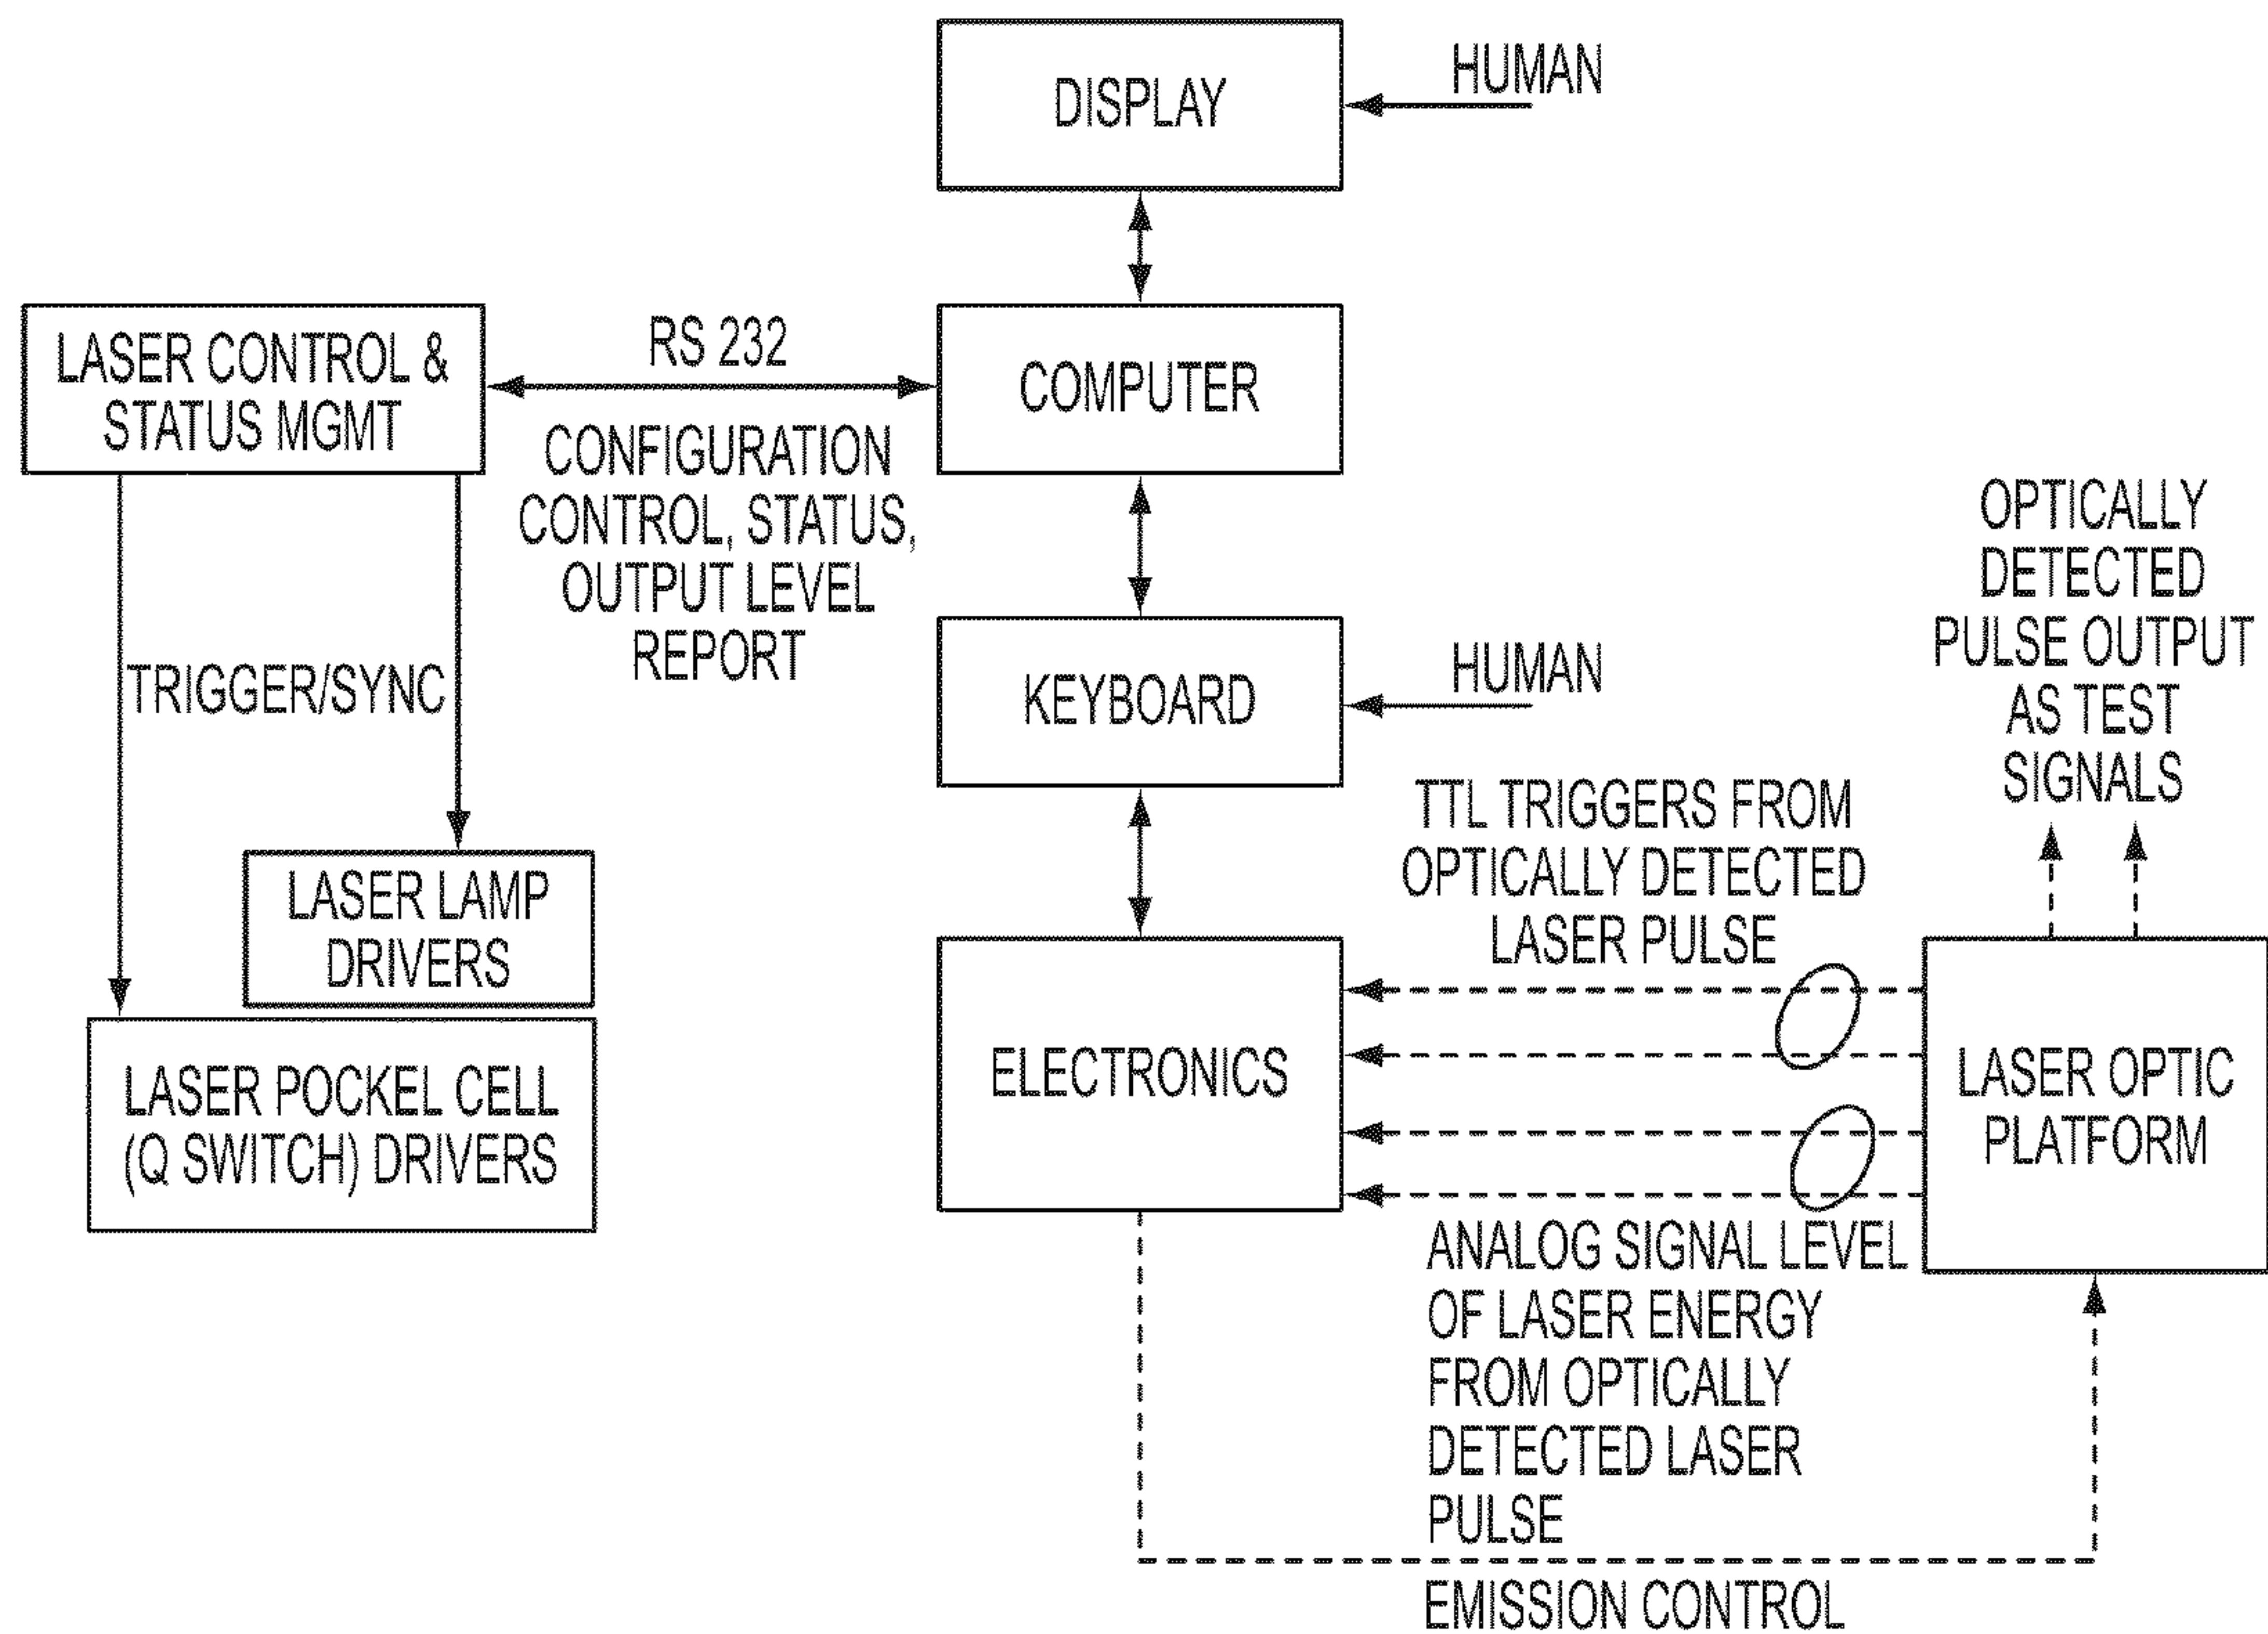 DISPLAY
HUMAN
LASER CONTROL &
STATUS MGMT
RS 232
CONFIGURATION
CONTROL, STATUS,
OUTPUT LEVEL
REPORT
COMPUTER
TRIGGER/SYNC
KEYBOARD
HUMAN
OPTICALLY
DETECTED
PULSE OUTPUT
AS TEST
SIGNALS
LASER LAMP
DRIVERS
LASER POCKEL CELL
(Q SWITCH) DRIVERS
TTL TRIGGERS FROM
OPTICALLY DETECTED
LASER PULSE
ELECTRONICS
LASER OPTIC
PLATFORM
ANALOG SIGNAL LEVEL
OF LASER ENERGY
FROM OPTICALLY
DETECTED LASER
PULSE
EMISSION CONTROL